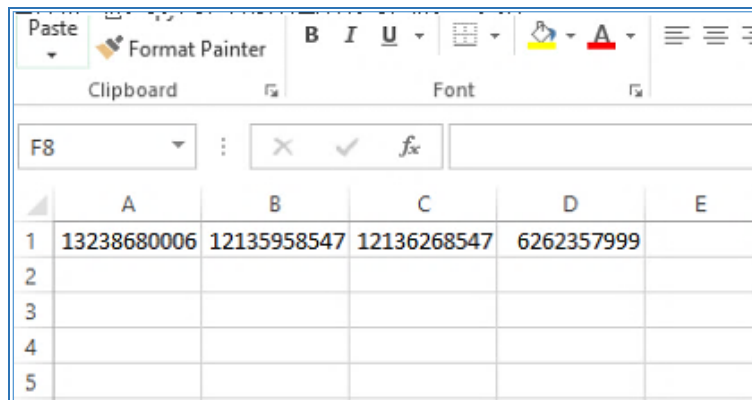 Paste
Format Painter
B I U A
Clipboard Font
F8 fx
A B C D E
1 13238680006 12135958547 12136268547 6262357999
2
3
4
5